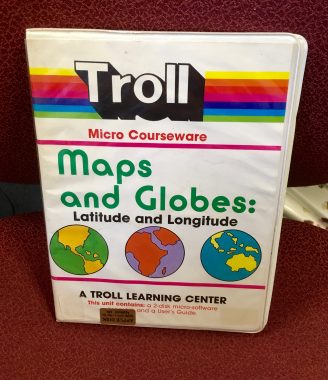 Troll
Micro Courseware
Maps
and Globes:
Latitude and Longitude
A TROLL LEARNING CENTER
This unit contains: a 2-disk micro-software
and a User's Guide.